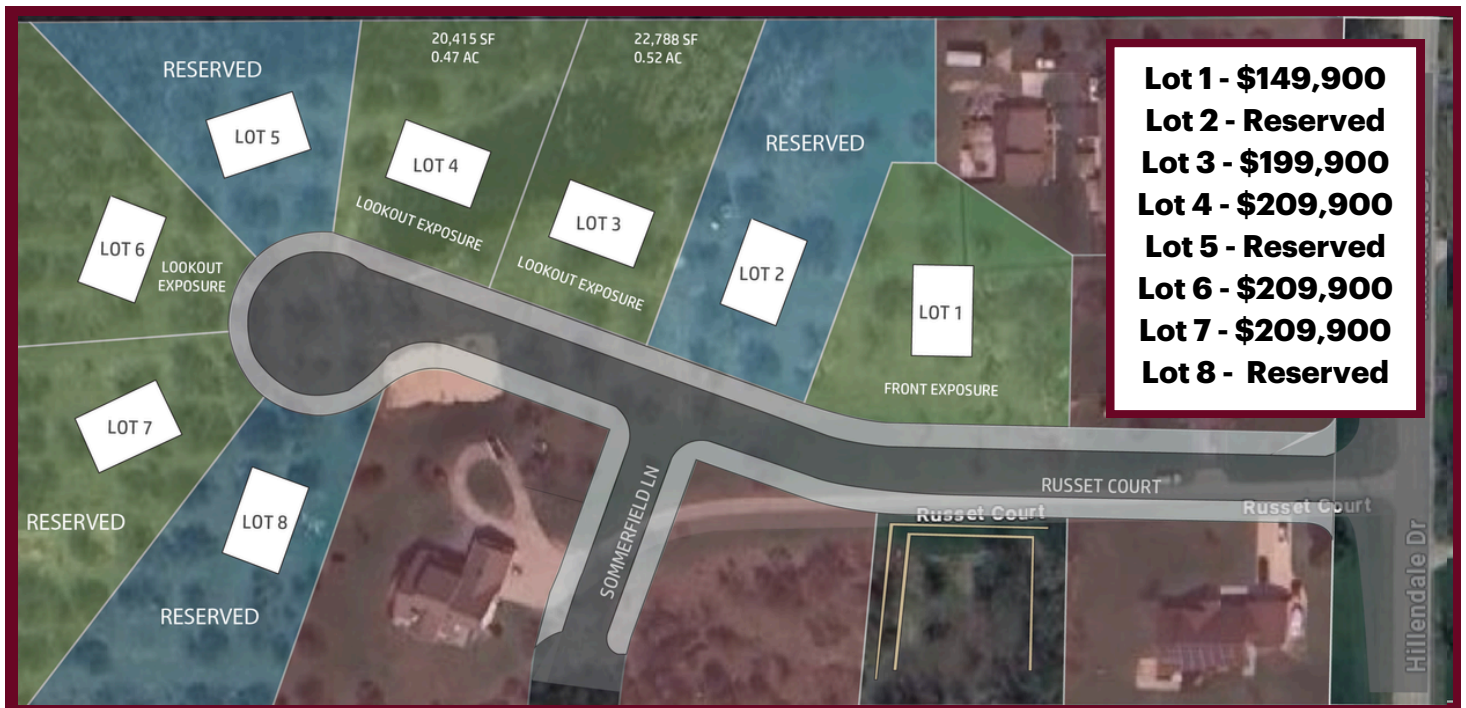 RESERVED
LOT 5
20,415 SF
0.47 AC
LOT 4
LOOKOUT EXPOSURE
22,788 SF
0.52 AC
LOT 3
LOOKOUT EXPOSURE
RESERVED
LOT 2
LOT 1
FRONT EXPOSURE
LOT 6
LOOKOUT
EXPOSURE
LOT 7
RESERVED
LOT 8
RESERVED
SOMMERFIELD LN
RUSSET COURT
Russet Court
Russet Court
Hillendale Dr
Lot 1 - $149,900
Lot 2 - Reserved
Lot 3 - $199,900
Lot 4 - $209,900
Lot 5 - Reserved
Lot 6 - $209,900
Lot 7 - $209,900
Lot 8 - Reserved